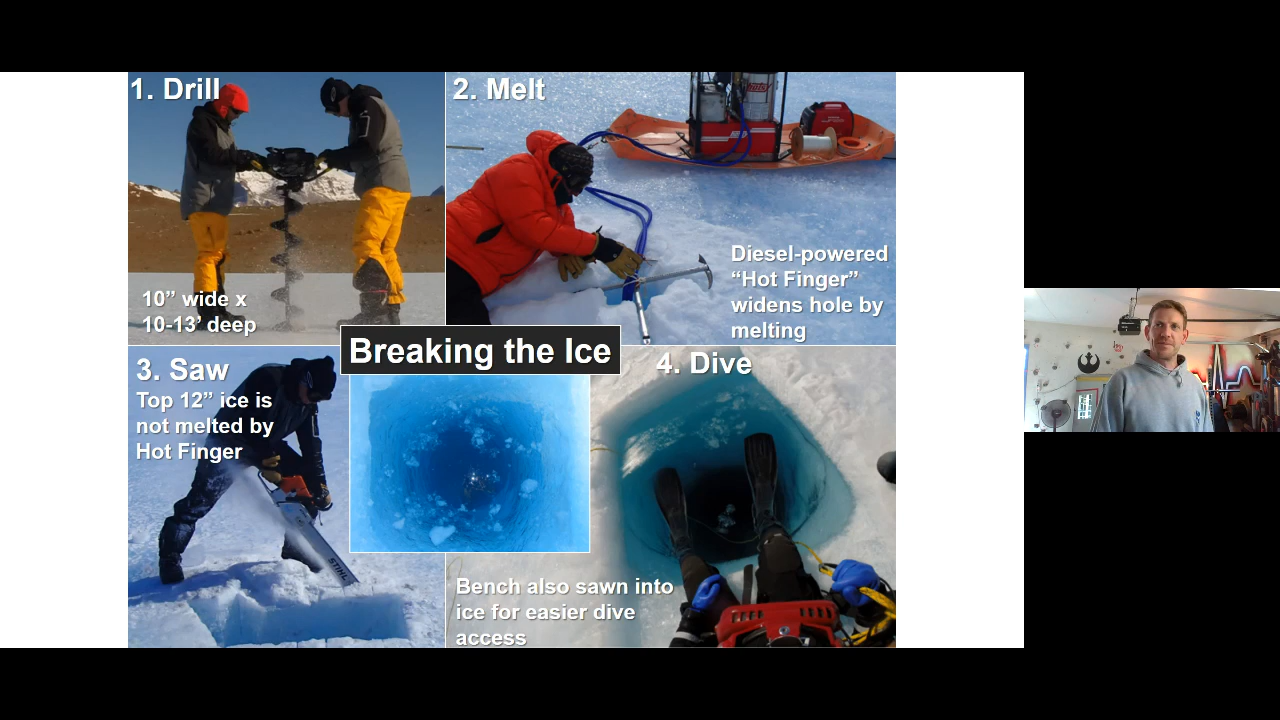 1. Drill
10” wide x
10-13’ deep
2. Melt
Diesel-powered
“Hot Finger”
widens hole by
melting
Breaking the Ice
3. Saw
Top 12” ice is
not melted by
Hot Finger
STIHL
4. Dive
Bench also sawn into
ice for easier dive
access